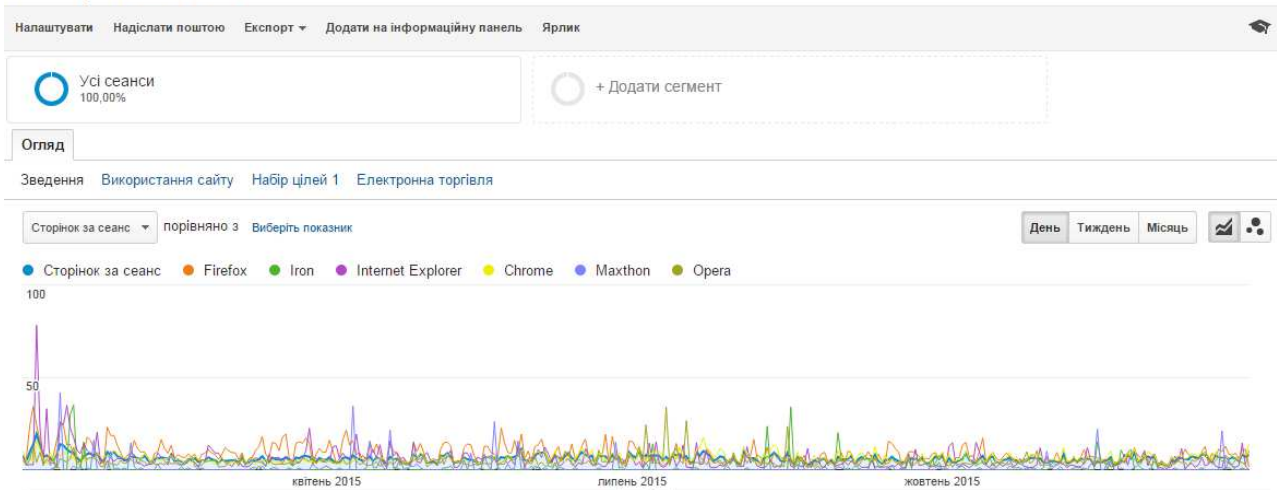 Налаштувати Надіслати поштою Експорт Додати на інформаційну панель Ярлик
Усі сеанси
100,00%
+ Додати сегмент
Огляд
Зведення Використання сайту Набір цілей 1 Електронна торгівля
Сторінок за сеанс порівняно з Виберіть показник День Тиждень Місяць
Сторінок за сеанс Firefox Iron Internet Explorer Chrome Maxthon Opera
100
50
квітень 2015 липень 2015 жовтень 2015